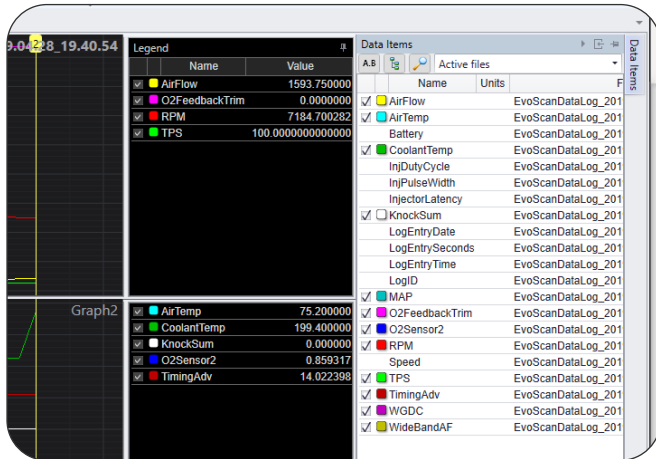 9.04.28_19.40.54
2
Legend
Name Value
AirFlow 1593.750000
O2FeedbackTrim 0.0000000
RPM 7184.700282
TPS 100.0000000000000
Graph2
AirTemp 75.200000
CoolantTemp 199.400000
KnockSum 0.000000
O2Sensor2 0.859317
TimingAdv 14.022398
Data Items
A.B Active files
Name Units F
AirFlow EvoScanDataLog_201
AirTemp EvoScanDataLog_201
Battery EvoScanDataLog_201
CoolantTemp EvoScanDataLog_201
InjDutyCycle EvoScanDataLog_201
InjPulseWidth EvoScanDataLog_201
InjectorLatency EvoScanDataLog_201
KnockSum EvoScanDataLog_201
LogEntryDate EvoScanDataLog_201
LogEntrySeconds EvoScanDataLog_201
LogEntryTime EvoScanDataLog_201
LogID EvoScanDataLog_201
MAP EvoScanDataLog_201
O2FeedbackTrim EvoScanDataLog_201
O2Sensor2 EvoScanDataLog_201
RPM EvoScanDataLog_201
Speed EvoScanDataLog_201
TPS EvoScanDataLog_201
TimingAdv EvoScanDataLog_201
WGDC EvoScanDataLog_201
WideBandAF EvoScanDataLog_201
Data Items